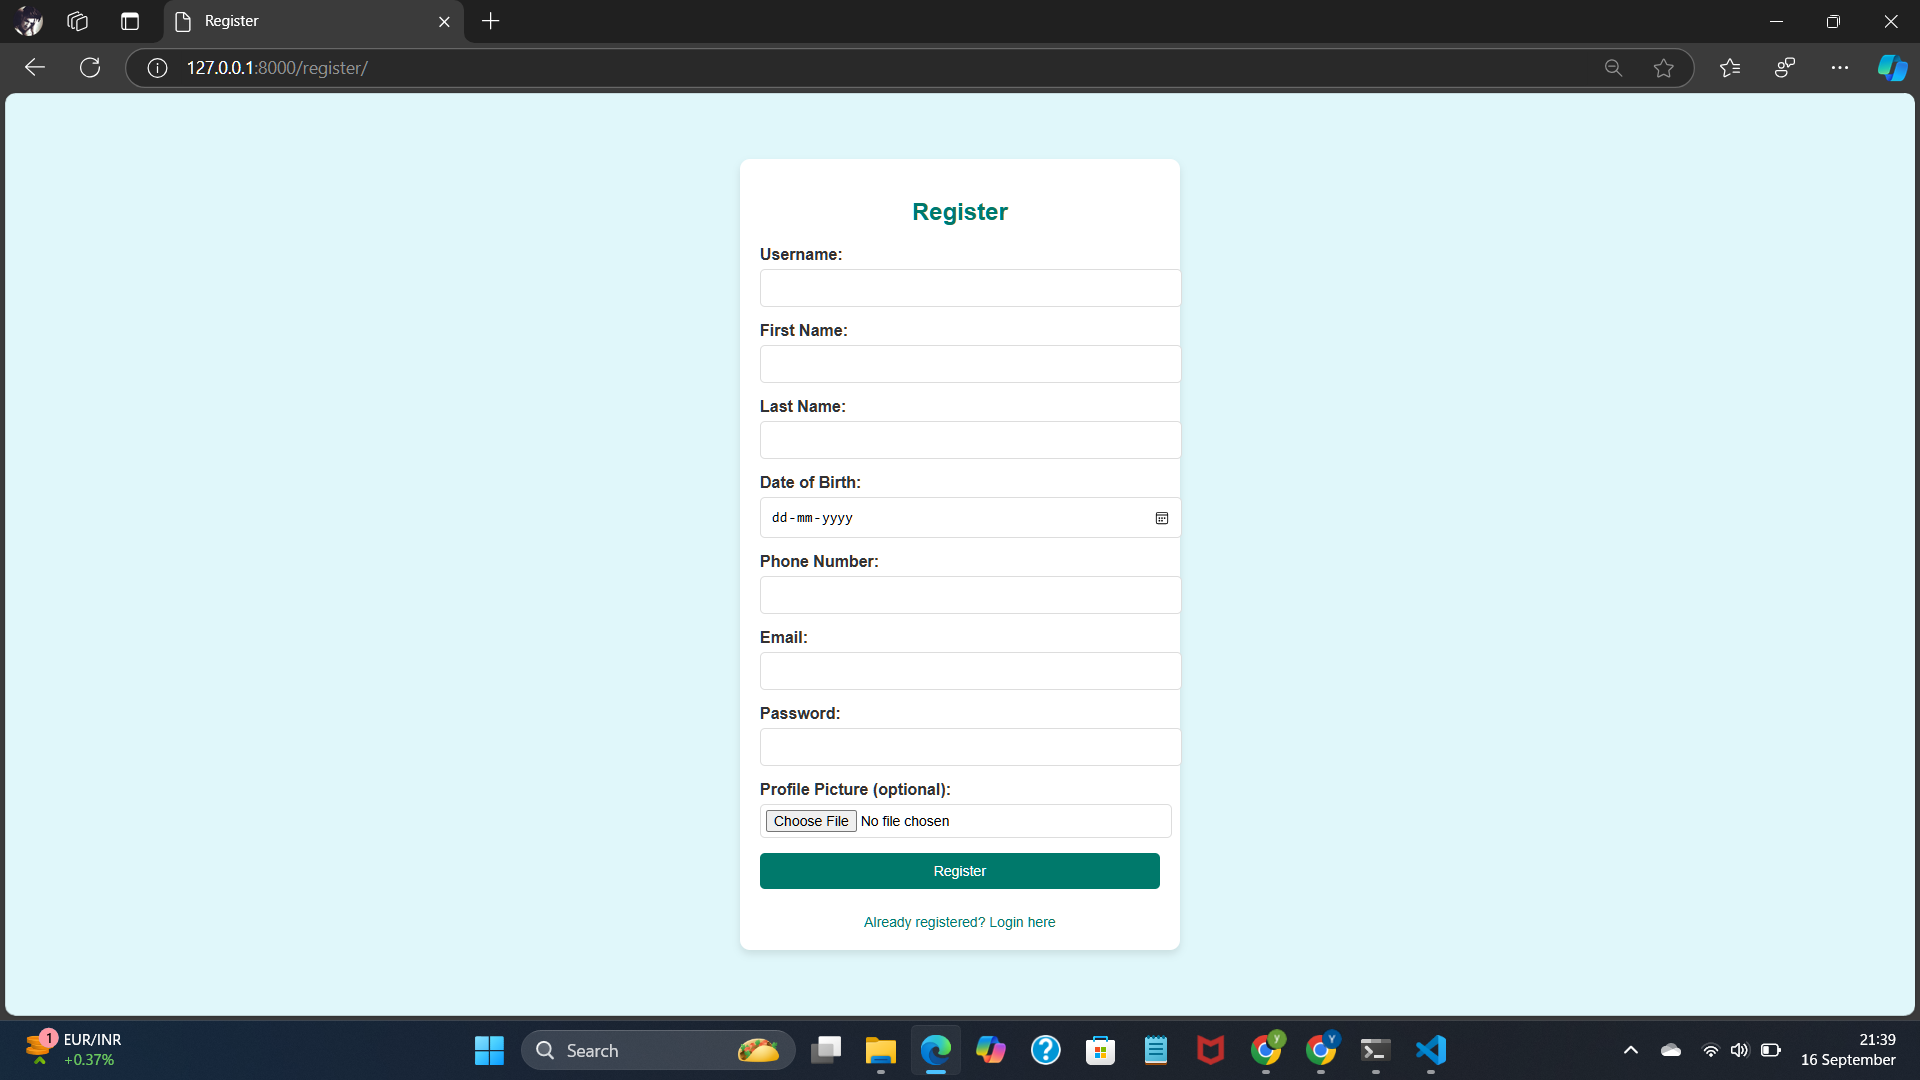 Register
127.0.0.1:8000/register/
Register
Username:
First Name:
Last Name:
Date of Birth:
dd-mm-yyyy
Phone Number:
Email:
Password:
Profile Picture (optional):
Choose File No file chosen
Register
Already registered? Login here
1
EUR/INR
+0.37%
Search
Y
Y
21:39
16 September